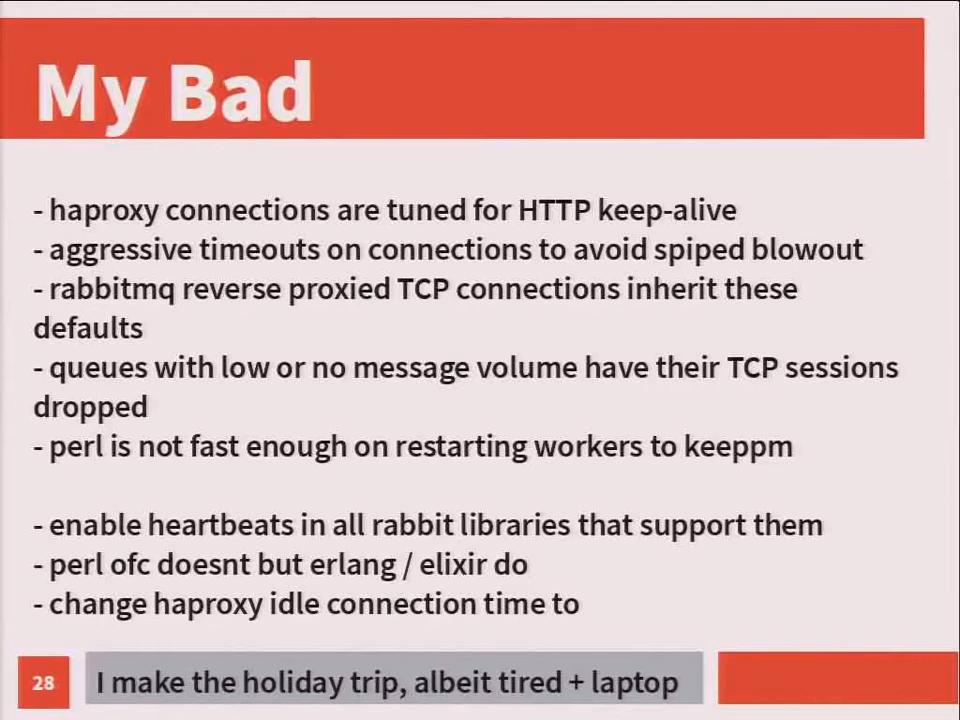 My Bad
- haproxy connections are tuned for HTTP keep-alive
- aggressive timeouts on connections to avoid spiped blowout
- rabbitmq reverse proxied TCP connections inherit these
defaults
- queues with low or no message volume have their TCP sessions
dropped
- perl is not fast enough on restarting workers to keeppm
- enable heartbeats in all rabbit libraries that support them
- perl ofc doesnt but erlang / elixir do
- change haproxy idle connection time to
28
I make the holiday trip, albeit tired + laptop